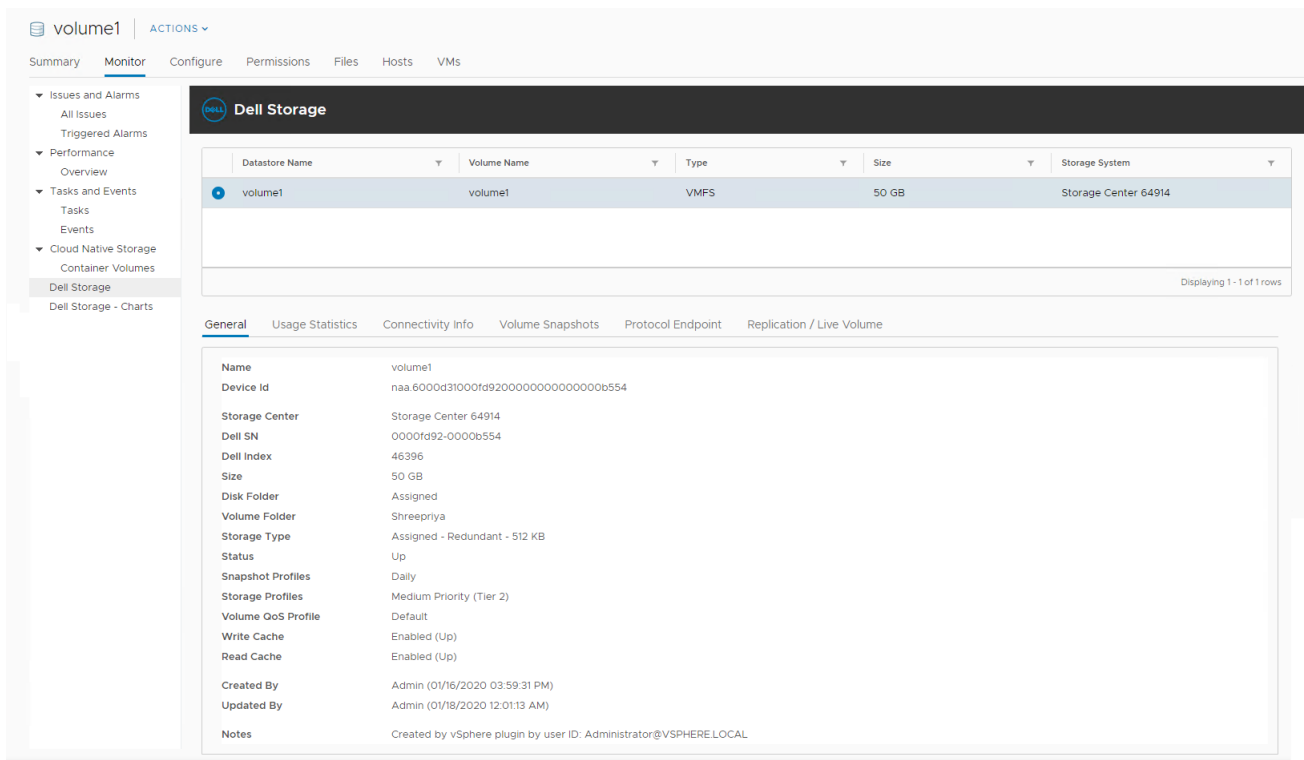 volume1 ACTIONS
Summary Monitor Configure Permissions Files Hosts VMs
Issues and Alarms
All Issues
Triggered Alarms
Performance
Overview
Tasks and Events
Tasks
Events
Cloud Native Storage
Container Volumes
Dell Storage
Dell Storage - Charts
DELL Dell Storage
Datastore Name Volume Name Type Size Storage System
volume1 volume1 VMFS 50 GB Storage Center 64914
Displaying 1 - 1 of 1 rows
General Usage Statistics Connectivity Info Volume Snapshots Protocol Endpoint Replication / Live Volume
Name volume1
Device Id naa.6000d31000fd9200000000000000b554
Storage Center Storage Center 64914
Dell SN 0000fd92-0000b554
Dell Index 46396
Size 50 GB
Disk Folder Assigned
Volume Folder Shreepriya
Storage Type Assigned - Redundant - 512 KB
Status Up
Snapshot Profiles Daily
Storage Profiles Medium Priority (Tier 2)
Volume QoS Profile Default
Write Cache Enabled (Up)
Read Cache Enabled (Up)
Created By Admin (01/16/2020 03:59:31 PM)
Updated By Admin (01/18/2020 12:01:13 AM)
Notes Created by vSphere plugin by user ID: Administrator@VSPHERE.LOCAL